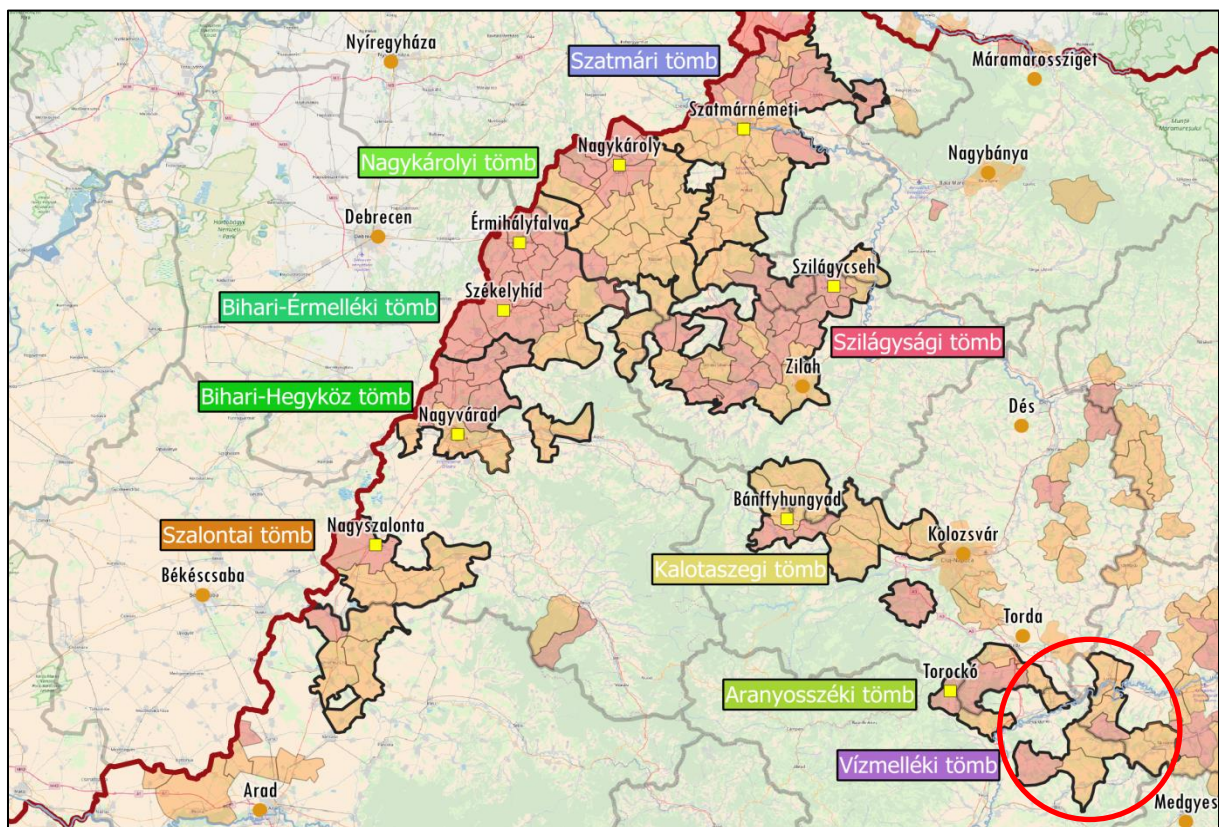 Nyíregyháza
Szatmári tömb
Máramarossziget
Szatmárnémeti
Nagykároly
Nagykárolyi tömb
Nagybánya
Debrecen
Érmihályfalva
Szilágycseh
Székelyhíd
Bihari-Érmelléki tömb
Szilágysági tömb
Zilah
Bihari-Hegyköz tömb
Nagyvárad
Dés
Bánffyhungyad
Nagyszalonta
Szalontai tömb
Kolozsvár
Kalotaszegi tömb
Békéscsaba
Torda
Torockó
Aranyosszéki tömb
Vízmelléki tömb
Arad
Medgyes